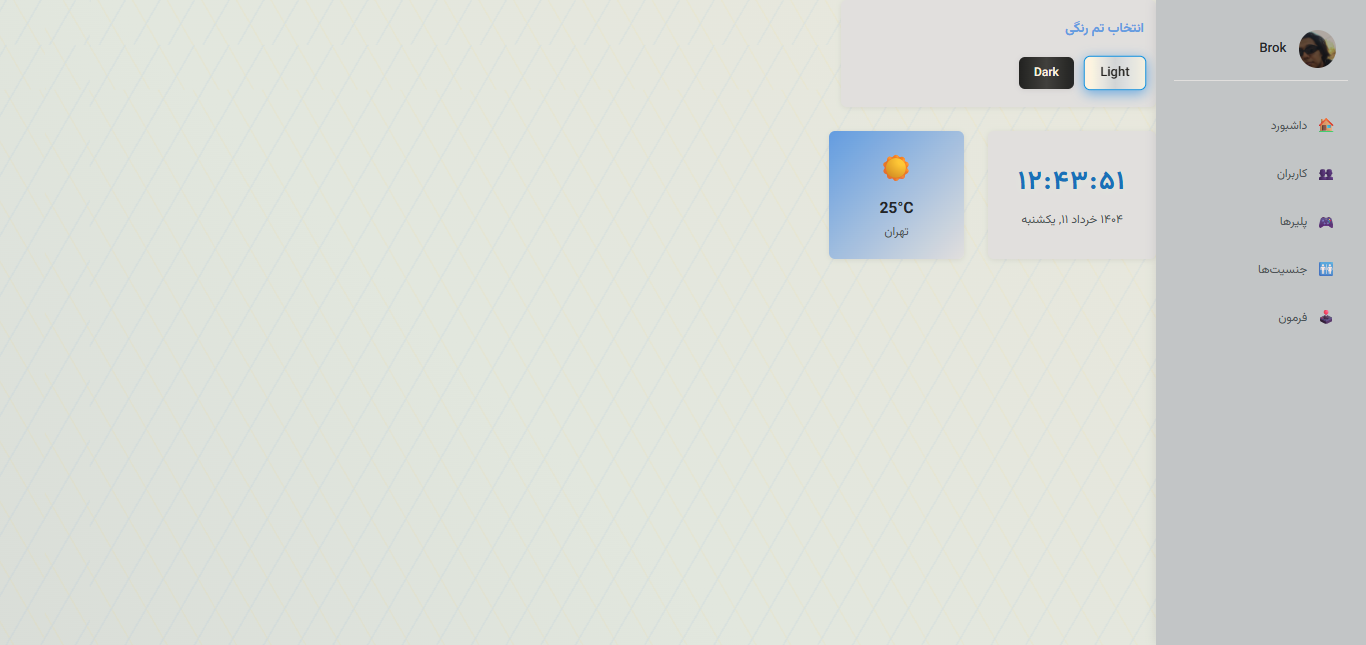 Brok
داشبورد
کاربران
پلیرها
جنسیت‌ها
فرمون
انتخاب تم رنگی
Light
Dark
۱۲:۴۳:۵۱
۱۴۰۴ خرداد ۱۱, یکشنبه
25°C
تهران